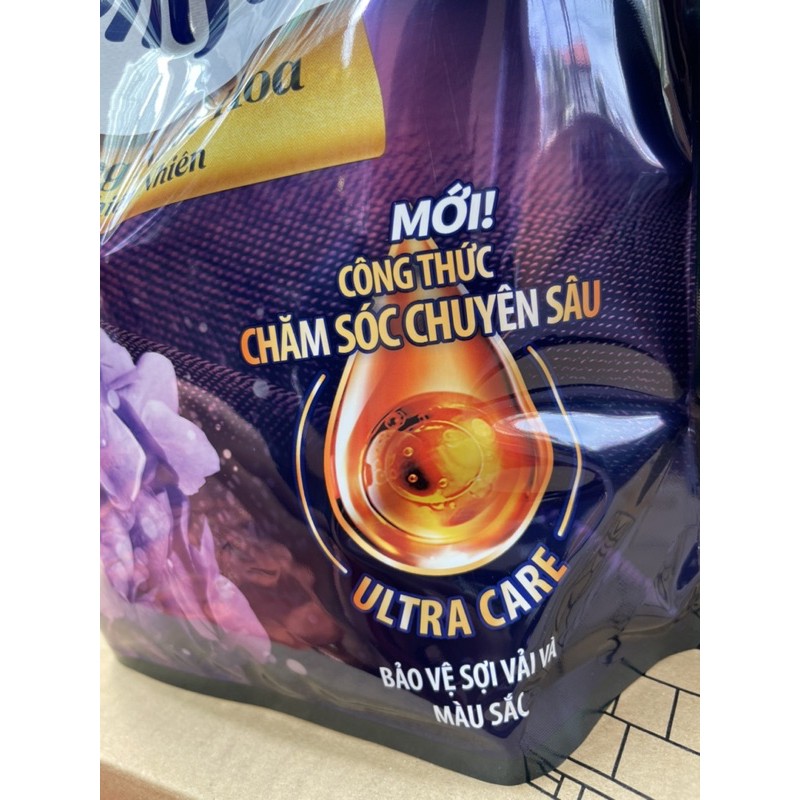 Hoa
nhiên
MỚI!
CÔNG THỨC
CHĂM SÓC CHUYÊN SÂU
ULTRA CARE
BẢO VỆ SỢI VẢI VÀ
MÀU SẮC